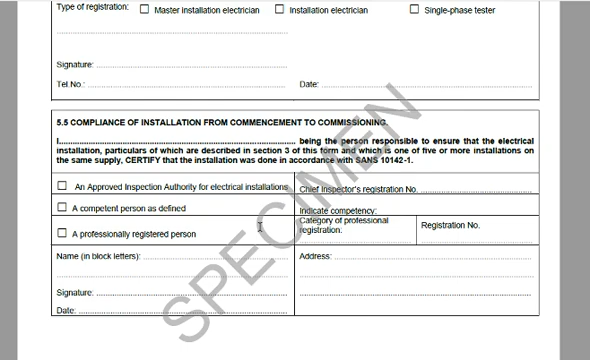 Type of registration: Master installation electrician Installation electrician Single-phase tester
Signature:
Tel.No.: Date:
5.5 COMPLIANCE OF INSTALLATION FROM COMMENCEMENT TO COMMISSIONING.
I being the person responsible to ensure that the electrical
installation, particulars of which are described in section 3 of this form and which is one of five or more installations on
the same supply, CERTIFY that the installation was done in accordance with SANS 10142-1.
An Approved Inspection Authority for electrical installations Chief Inspector's registration No.
A competent person as defined Indicate competency:
A professionally registered person Category of professional
registration: Registration No.
Name (in block letters): Address:
Signature:
Date:
SPECIMEN